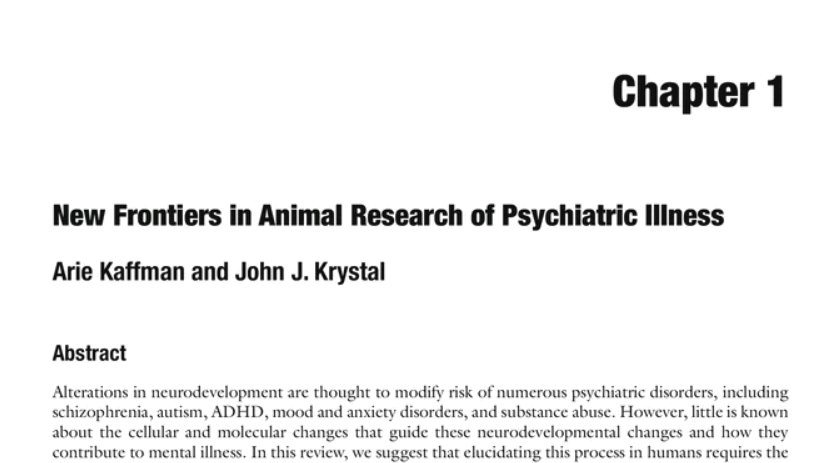 Chapter 1
New Frontiers in Animal Research of Psychiatric Illness
Arie Kaffman and John J. Krystal
Abstract
Alterations in neurodevelopment are thought to modify risk of numerous psychiatric disorders, including
schizophrenia, autism, ADHD, mood and anxiety disorders, and substance abuse. However, little is known
about the cellular and molecular changes that guide these neurodevelopmental changes and how they
contribute to mental illness. In this review, we suggest that elucidating this process in humans requires the